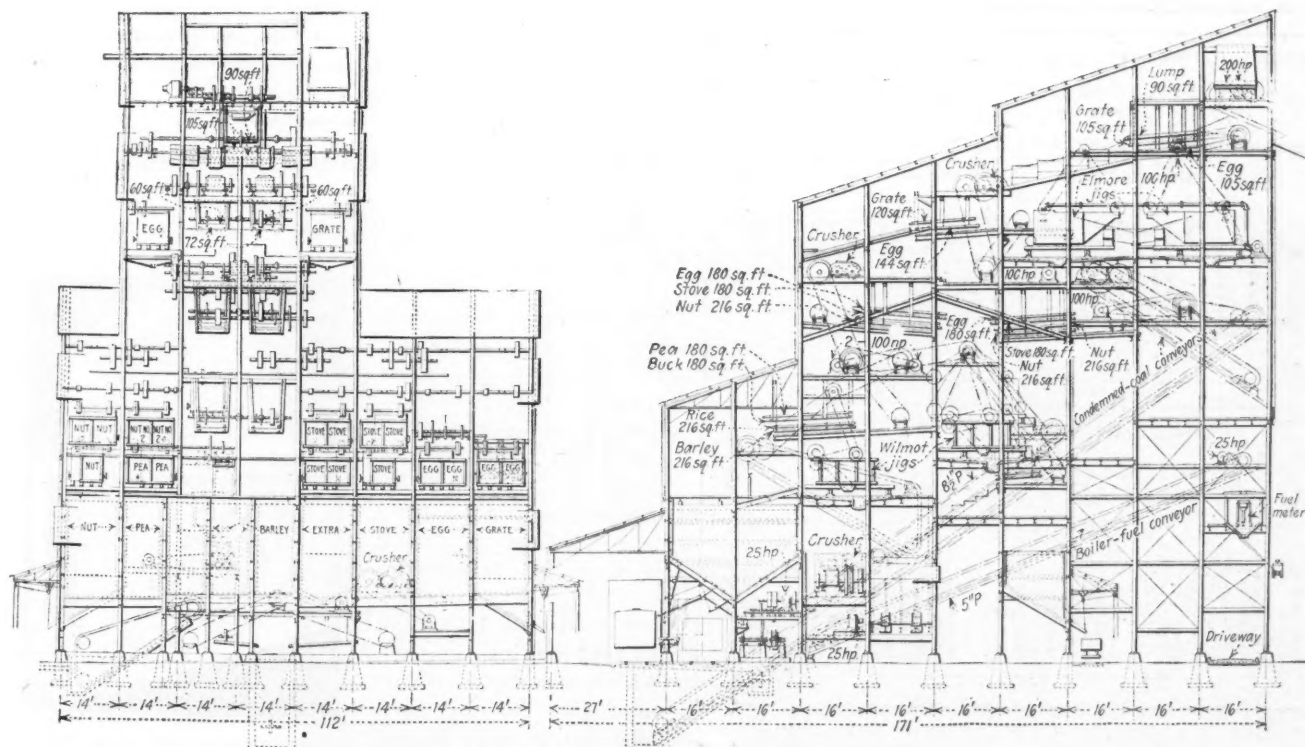 90 sq.ft
105 sq.ft
60 sq.ft
60 sq.ft
EGG
GRATE
72 sq.ft
NUT NUT
NUT NO. 2
NUT NO. 2
STOVE STOVE
STOVE
NUT
PEA PEA
STOVE STOVE
STOVE
EGG EGG
EGG EGG
NUT
PEA
BARLEY
EXTRA
STOVE
EGG
GRATE
Crusher
14'
14'
14'
14'
14'
14'
14'
14'
112'
200 hp
Lump
90 sq.ft
Grate
105 sq.ft
Egg
105 sq.ft
Crusher
Elmore
jigs
100 hp.
Grate
120 sq.ft
Crusher
Egg
144 sq.ft
100 hp
100 hp.
Egg 180 sq. ft
Stove 180 sq. ft
Nut 216 sq. ft
2-
100 hp
Egg
180 sq.ft
Stove 180 sq. ft
Nut
216 sq.ft
Nut
216 sq.ft
Pea 180 sq. ft
Buck 180 sq. ft
Rice
216 sq.ft
Barley
216 sq.ft
Condemned-coal conveyors
Wilmot
jigs
25 hp
8½"P
Fuel
meter
Boiler-fuel conveyor
Crusher
25 hp
5"P
25 hp.
Driveway
27'
16'
16'
16'
16'
16'
16'
16'
16'
16'
171'